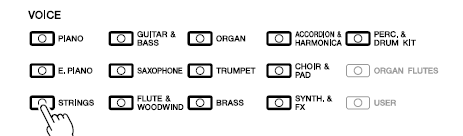 VOICE
PIANO
GUITAR &
BASS
ORGAN
ACCORDION &
HARMONICA
PERC. &
DRUM KIT
E. PIANO
SAXOPHONE
TRUMPET
CHOIR &
PAD
ORGAN FLUTES
STRINGS
FLUTE &
WOODWIND
BRASS
SYNTH. &
FX
USER